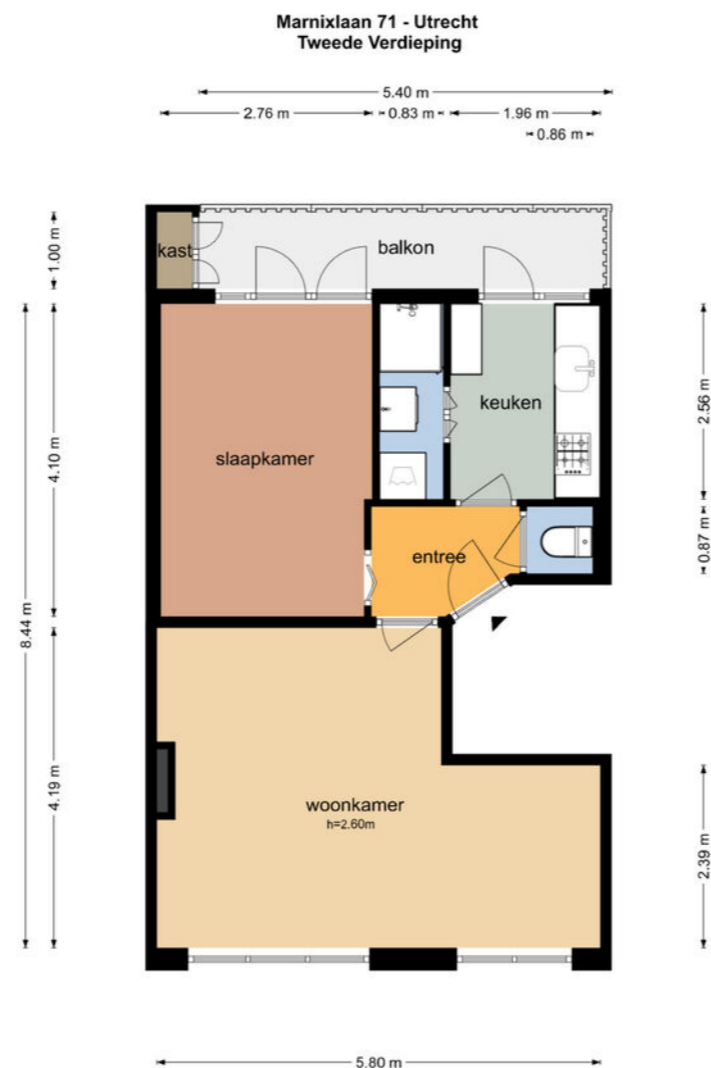 Marnixlaan 71 - Utrecht
Tweede Verdieping
5.40 m
2.76 m
0.83 m
1.96 m
0.86 m
1.00 m
kast
balkon
4.10 m
slaapkamer
keuken
2.56 m
entree
0.87 m
8.44 m
4.19 m
woonkamer
h=2.60m
2.39 m
5.80 m